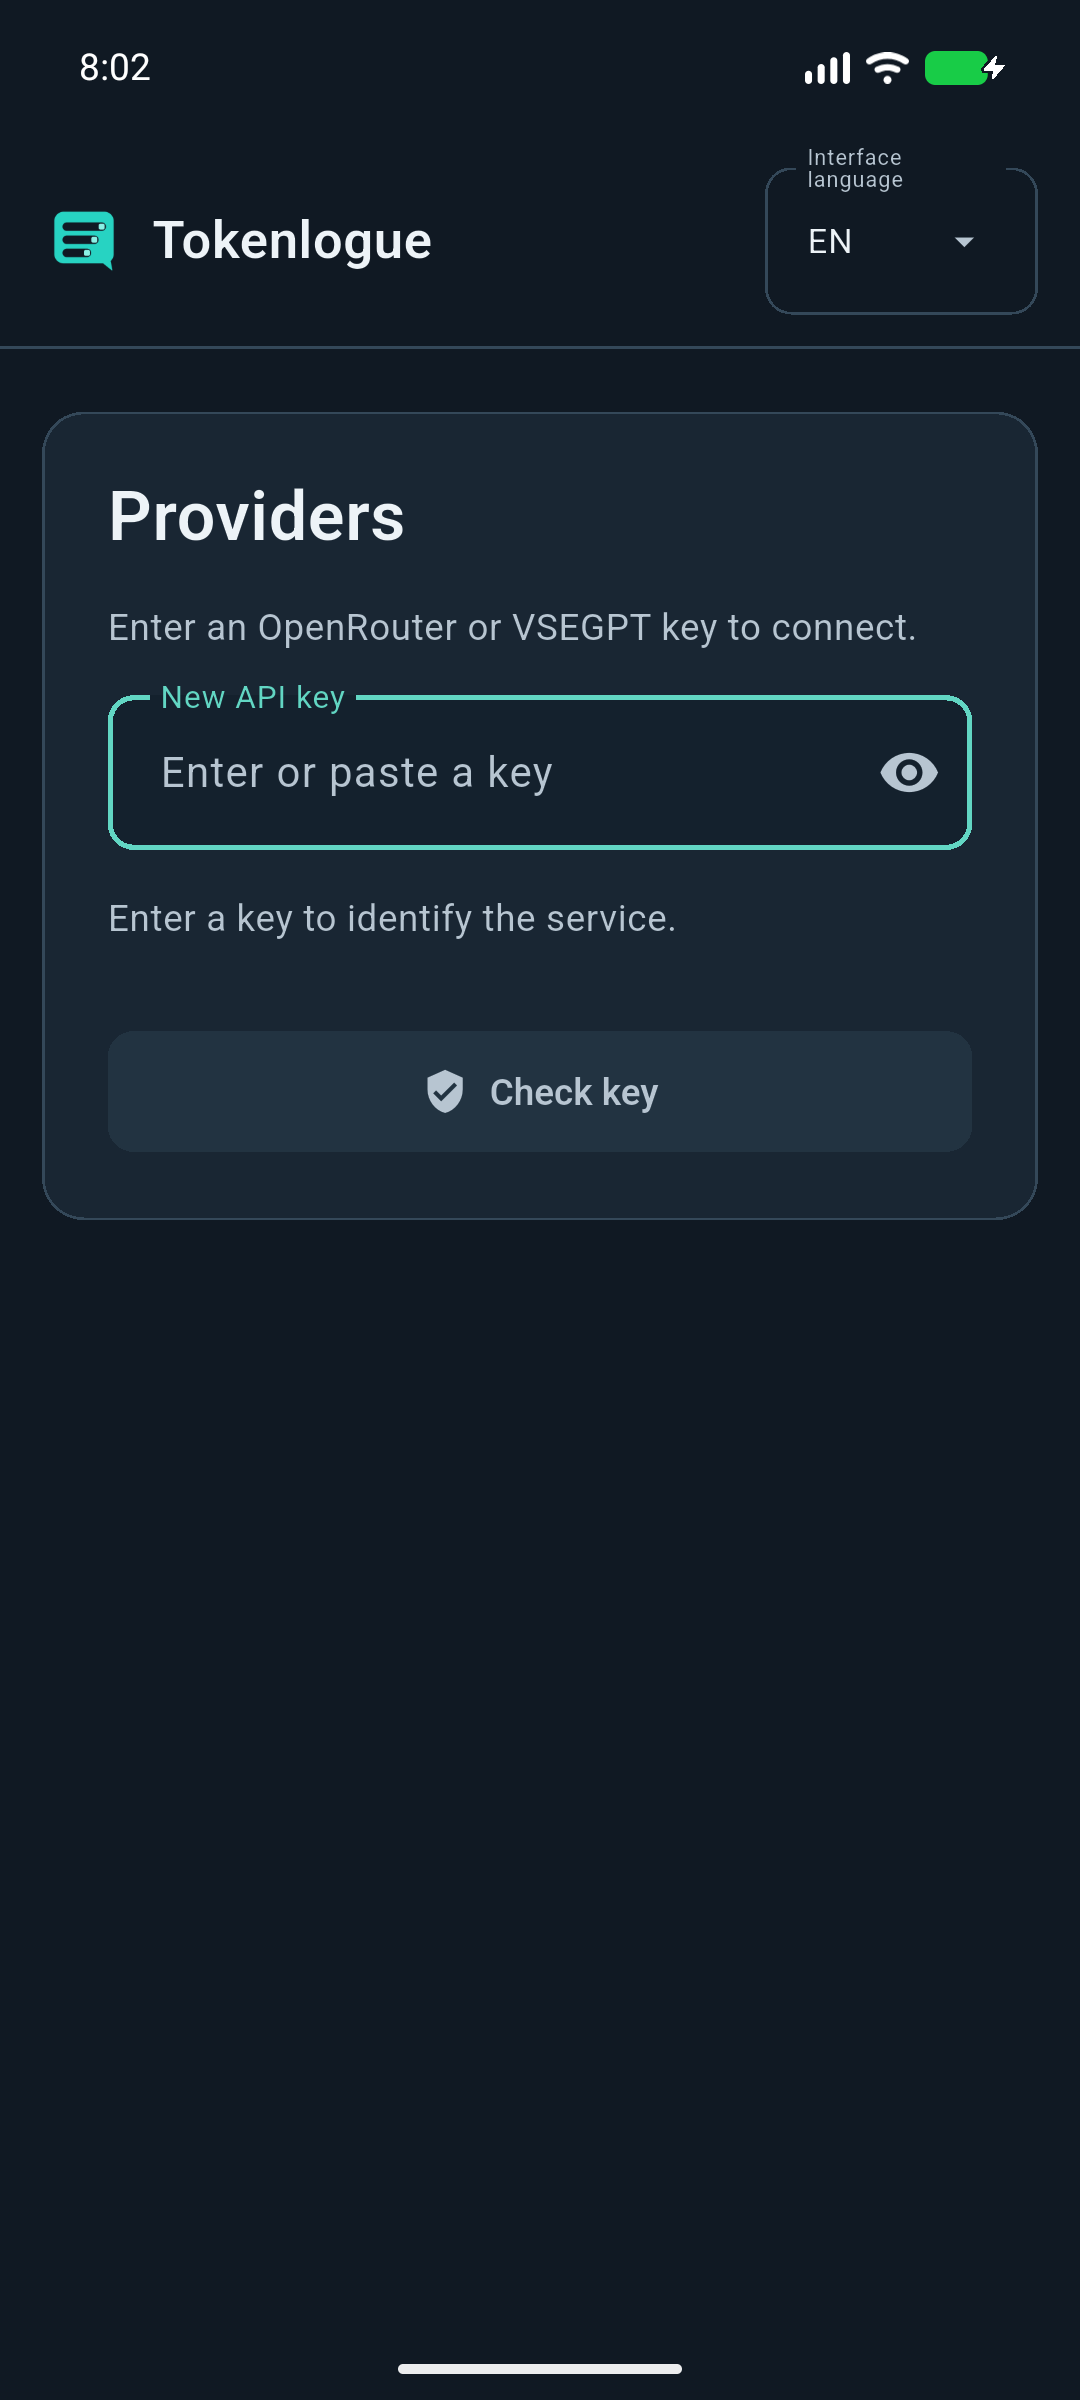 8:02
Interface
language
Tokenlogue
EN
Providers
Enter an OpenRouter or VSEGPT key to connect.
New API key
Enter or paste a key
Enter a key to identify the service.
Check key